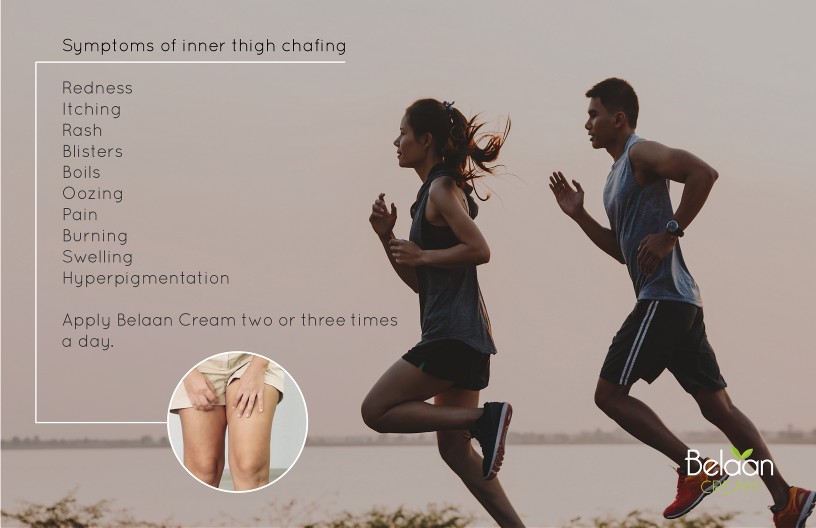 Symptoms of inner thigh chafing
Redness
Itching
Rash
Blisters
Boils
Oozing
Pain
Burning
Swelling
Hyperpigmentation
Apply Belaan Cream two or three times
a day.
Belaan
CREAM